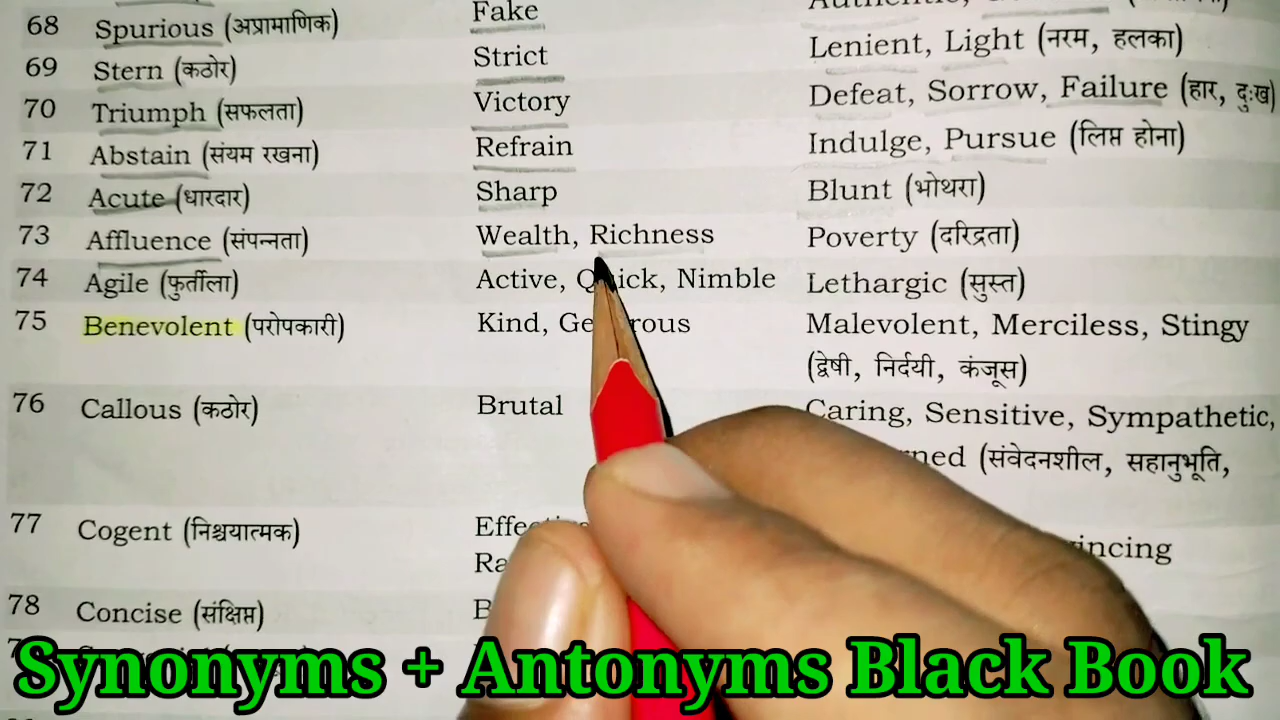 68 Spurious (अप्रामाणिक) Fake
69 Stern (कठोर) Strict Lenient, Light (नरम, हलका)
70 Triumph (सफलता) Victory Defeat, Sorrow, Failure (हार, दुःख)
71 Abstain (संयम रखना) Refrain Indulge, Pursue (लिप्त होना)
72 Acute (धारदार) Sharp Blunt (भोथरा)
73 Affluence (संपन्नता) Wealth, Richness Poverty (दरिद्रता)
74 Agile (फुर्तीला) Active, Quick, Nimble Lethargic (सुस्त)
75 Benevolent (परोपकारी) Kind, Generous Malevolent, Merciless, Stingy
(द्वेषी, निर्दयी, कंजूस)
76 Callous (कठोर) Brutal Caring, Sensitive, Sympathetic,
(संवेदनशील, सहानुभूति,
77 Cogent (निश्चयात्मक)
78 Concise (संक्षिप्त)
Synonyms + Antonyms Black Book